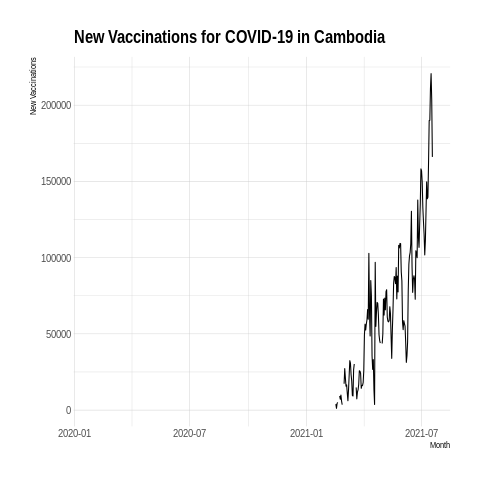 New Vaccinations for COVID-19 in Cambodia
New Vaccinations
200000
150000
100000
50000
0
2020-01 2020-07 2021-01 2021-07
Month